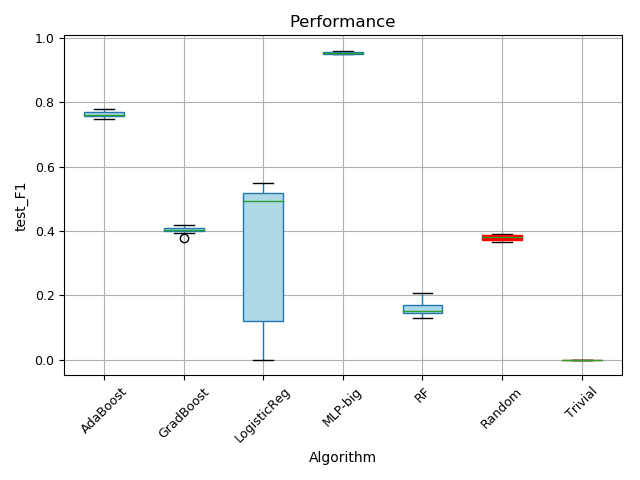 Performance
test_F1
1.0
0.8
0.6
0.4
0.2
0.0
AdaBoost
GradBoost
LogisticReg
MLP-big
RF
Random
Trivial
Algorithm